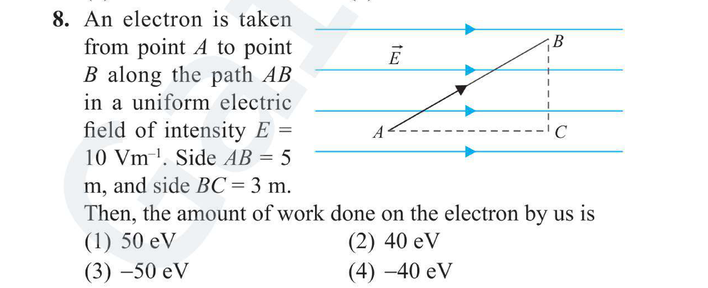 8. An electron is taken
from point A to point
B along the path AB
in a uniform electric
field of intensity E =
10 Vm⁻¹. Side AB = 5
m, and side BC = 3 m.
Then, the amount of work done on the electron by us is
(1) 50 eV (2) 40 eV
(3) –50 eV (4) –40 eV
E⃗
B
A
C